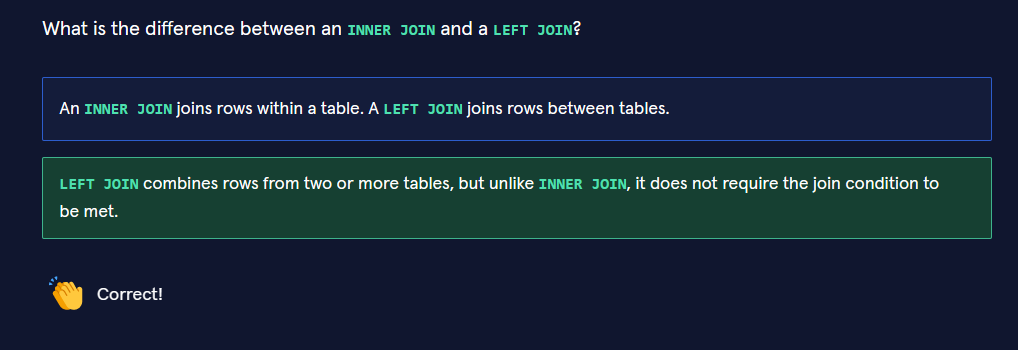 What is the difference between an INNER JOIN and a LEFT JOIN?
An INNER JOIN joins rows within a table. A LEFT JOIN joins rows between tables.
LEFT JOIN combines rows from two or more tables, but unlike INNER JOIN, it does not require the join condition to
be met.
Correct!